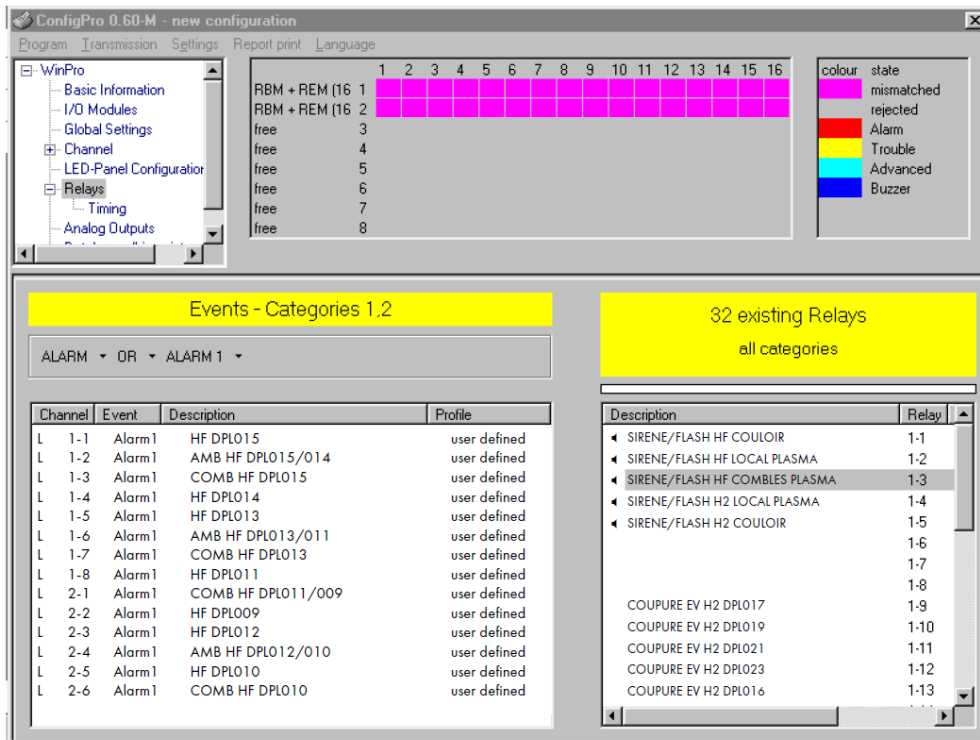 ConfigPro 0.60-M - new configuration
Program Transmission Settings Report print Language
WinPro
Basic Information
I/O Modules
Global Settings
Channel
LED-Panel Configuration
Relays
Timing
Analog Outputs
1 2 3 4 5 6 7 8 9 10 11 12 13 14 15 16
RBM + REM (16 1
RBM + REM (16 2
free 3
free 4
free 5
free 6
free 7
free 8
colour state
mismatched
rejected
Alarm
Trouble
Advanced
Buzzer
Events - Categories 1,2
ALARM OR ALARM 1
Channel Event Description Profile
L 1-1 Alarm1 HF DPL015 user defined
L 1-2 Alarm1 AMB HF DPL015/014 user defined
L 1-3 Alarm1 COMB HF DPL015 user defined
L 1-4 Alarm1 HF DPL014 user defined
L 1-5 Alarm1 HF DPL013 user defined
L 1-6 Alarm1 AMB HF DPL013/011 user defined
L 1-7 Alarm1 COMB HF DPL013 user defined
L 1-8 Alarm1 HF DPL011 user defined
L 2-1 Alarm1 COMB HF DPL011/009 user defined
L 2-2 Alarm1 HF DPL009 user defined
L 2-3 Alarm1 HF DPL012 user defined
L 2-4 Alarm1 AMB HF DPL012/010 user defined
L 2-5 Alarm1 HF DPL010 user defined
L 2-6 Alarm1 COMB HF DPL010 user defined
32 existing Relays
all categories
Description Relay
SIRENE/FLASH HF COULOIR 1-1
SIRENE/FLASH HF LOCAL PLASMA 1-2
SIRENE/FLASH HF COMBLES PLASMA 1-3
SIRENE/FLASH H2 LOCAL PLASMA 1-4
SIRENE/FLASH H2 COULOIR 1-5
1-6
1-7
1-8
COUPURE EV H2 DPL017 1-9
COUPURE EV H2 DPL019 1-10
COUPURE EV H2 DPL021 1-11
COUPURE EV H2 DPL023 1-12
COUPURE EV H2 DPL016 1-13